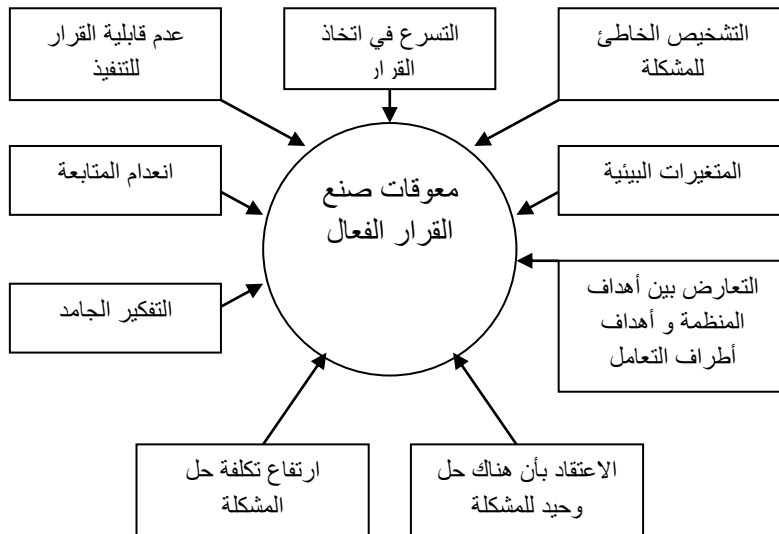 التشخيص الخاطئ
للمشكلة
التسرع في اتخاذ
القرار
عدم قابلية القرار
للتنفيذ
معوقات صنع
القرار الفعال
المتغيرات البيئية
انعدام المتابعة
التعارض بين أهداف
المنظمة و أهداف
أطراف التعامل
التفكير الجامد
الاعتقاد بأن هناك حل
وحيد للمشكلة
ارتفاع تكلفة حل
المشكلة